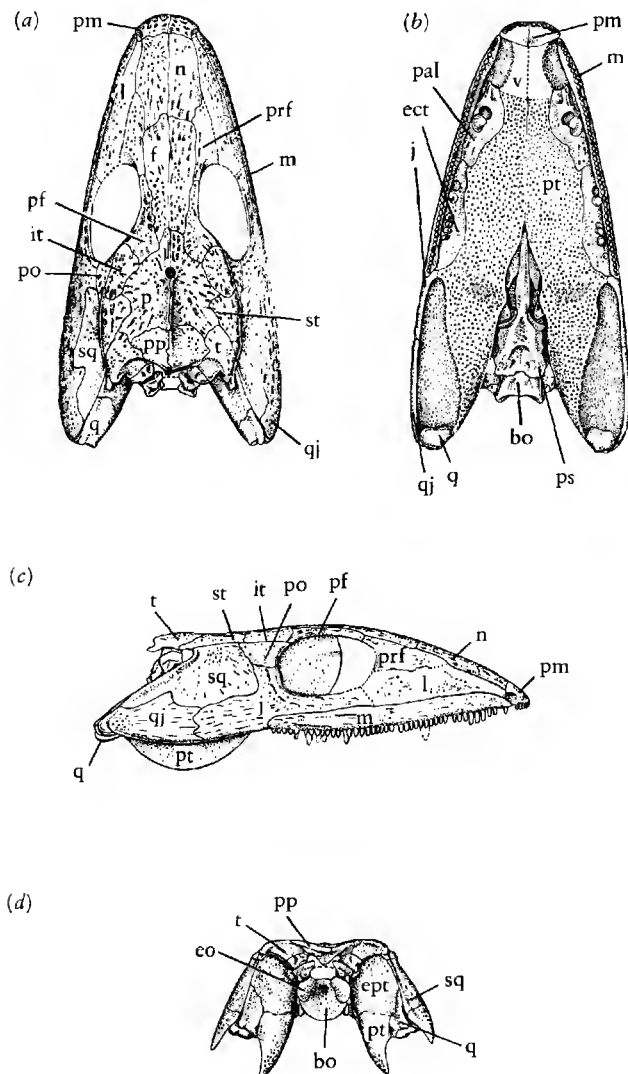 (a)
pm
n
l
prf
f
m
pf
it
po
p
st
sq
pp
t
q
qj
(b)
pm
m
v
pal
ect
j
pt
bo
ps
q
qj
(c)
t
st
it
po
pf
n
prf
pm
sq
l
j
qj
m
q
pt
(d)
pp
t
eo
ept
sq
pt
q
bo